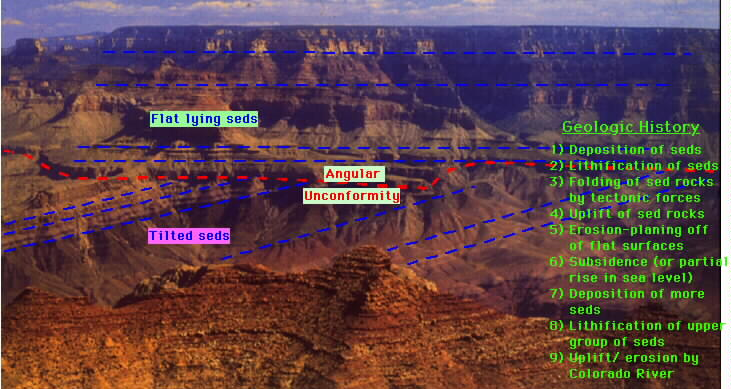 Flat lying seds
Angular
Unconformity
Tilted seds
Geologic History
1) Deposition of seds
2) Lithification of seds
3) Folding of sed rocks
by tectonic forces
4) Uplift of sed rocks
5) Erosion-planing off
of flat surfaces
6) Subsidence (or partial
rise in sea level)
7) Deposition of more
seds
8) Lithification of upper
group of seds
9) Uplift/ erosion by
Colorado River